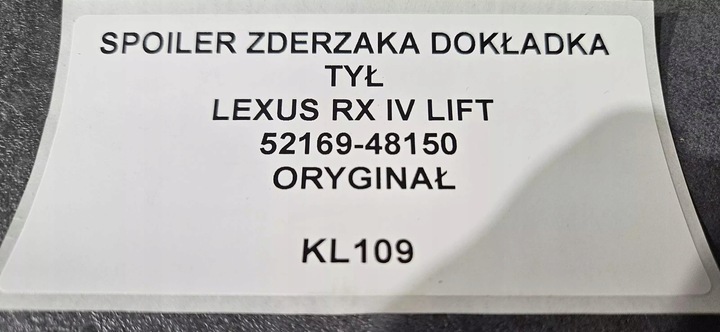 SPOILER ZDERZAKA DOKŁADKA
TYŁ
LEXUS RX IV LIFT
52169-48150
ORYGINAŁ
KL109